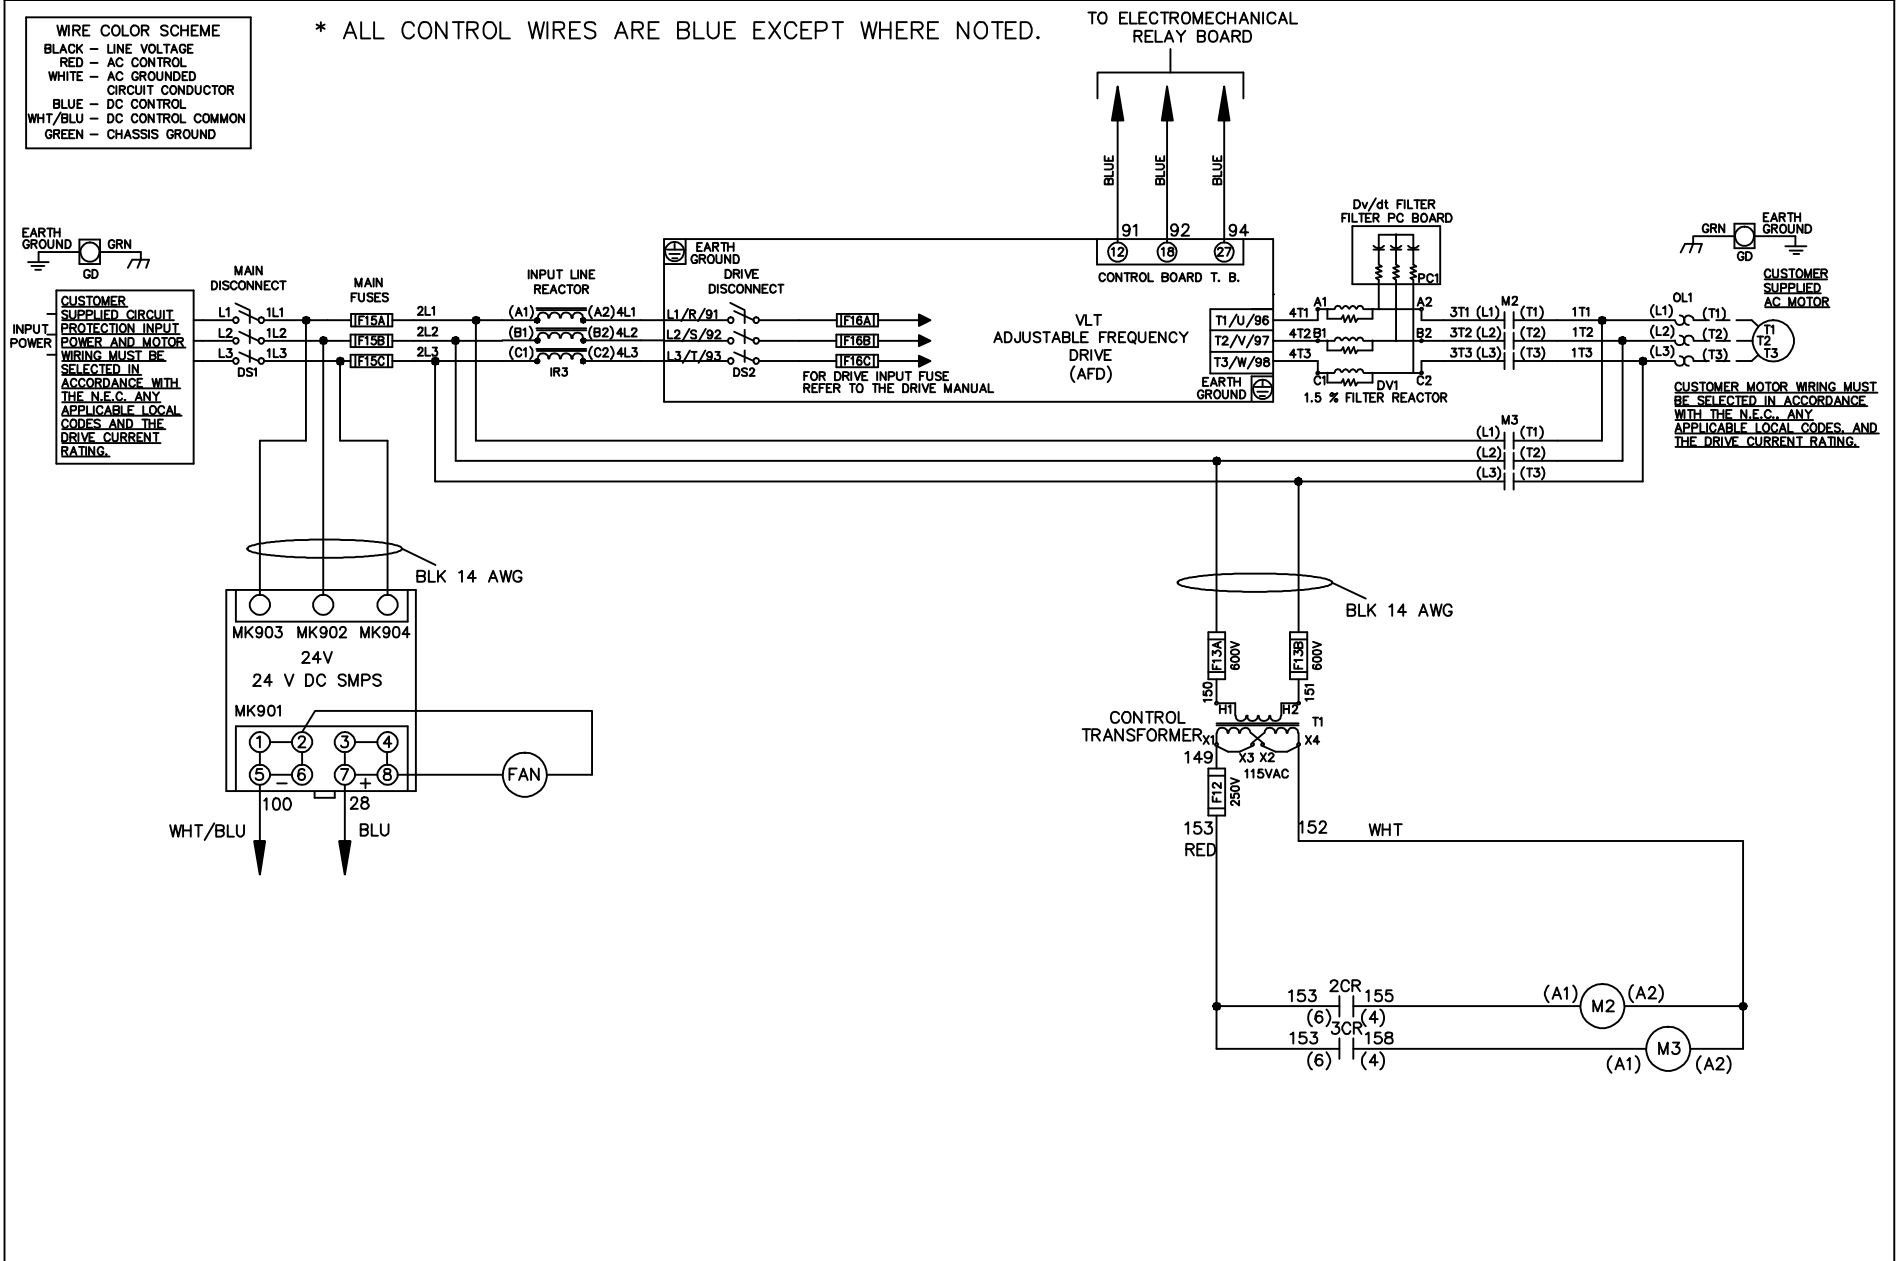 WIRE COLOR SCHEME
BLACK – LINE VOLTAGE
RED – AC CONTROL
WHITE – AC GROUNDED
CIRCUIT CONDUCTOR
BLUE – DC CONTROL
WHT/BLU – DC CONTROL COMMON
GREEN – CHASSIS GROUND
* ALL CONTROL WIRES ARE BLUE EXCEPT WHERE NOTED.
TO ELECTROMECHANICAL
RELAY BOARD
BLUE
BLUE
BLUE
91 92 94
12 18 27
CONTROL BOARD T. B.
EARTH
GROUND
GRN
GD
INPUT
POWER
CUSTOMER
SUPPLIED CIRCUIT
PROTECTION INPUT
POWER AND MOTOR
WIRING MUST BE
SELECTED IN
ACCORDANCE WITH
THE N.E.C. ANY
APPLICABLE LOCAL
CODES AND THE
DRIVE CURRENT
RATING.
MAIN
DISCONNECT
L1 1L1
L2 1L2
L3 1L3
DS1
MAIN
FUSES
F15A
F15B
F15C
2L1
2L2
2L3
INPUT LINE
REACTOR
(A1) (A2) 4L1
(B1) (B2) 4L2
(C1) (C2) 4L3
IR3
EARTH
GROUND
DRIVE
DISCONNECT
L1/R/91
L2/S/92
L3/T/93
DS2
F16A
F16B
F16C
FOR DRIVE INPUT FUSE
REFER TO THE DRIVE MANUAL
VLT
ADJUSTABLE FREQUENCY
DRIVE
(AFD)
T1/U/96
T2/V/97
T3/W/98
EARTH
GROUND
4T1
4T2
4T3
Dv/dt FILTER
FILTER PC BOARD
PC1
A1 A2
B1 B2
C1 C2
DV1
1.5 % FILTER REACTOR
M2
3T1 (L1) (T1) 1T1
3T2 (L2) (T2) 1T2
3T3 (L3) (T3) 1T3
M3
(L1) (T1)
(L2) (T2)
(L3) (T3)
OL1
(L1) (T1)
(L2) (T2)
(L3) (T3)
GRN
GD
EARTH
GROUND
CUSTOMER
SUPPLIED
AC MOTOR
T1
T2
T3
CUSTOMER MOTOR WIRING MUST
BE SELECTED IN ACCORDANCE
WITH THE N.E.C., ANY
APPLICABLE LOCAL CODES, AND
THE DRIVE CURRENT RATING.
BLK 14 AWG
MK903 MK902 MK904
24V
24 V DC SMPS
MK901
1 2 3 4
5 – 6 7 + 8
FAN
100 28
WHT/BLU BLU
BLK 14 AWG
F13A 600V
F13B 600V
150 151
H1 H2
CONTROL
TRANSFORMER
T1
X1 X3 X2 X4
149
115VAC
F12 250V
153
RED
152 WHT
2CR
153 155
(6) (4)
(A1) M2 (A2)
3CR
153 158
(6) (4)
(A1) M3 (A2)